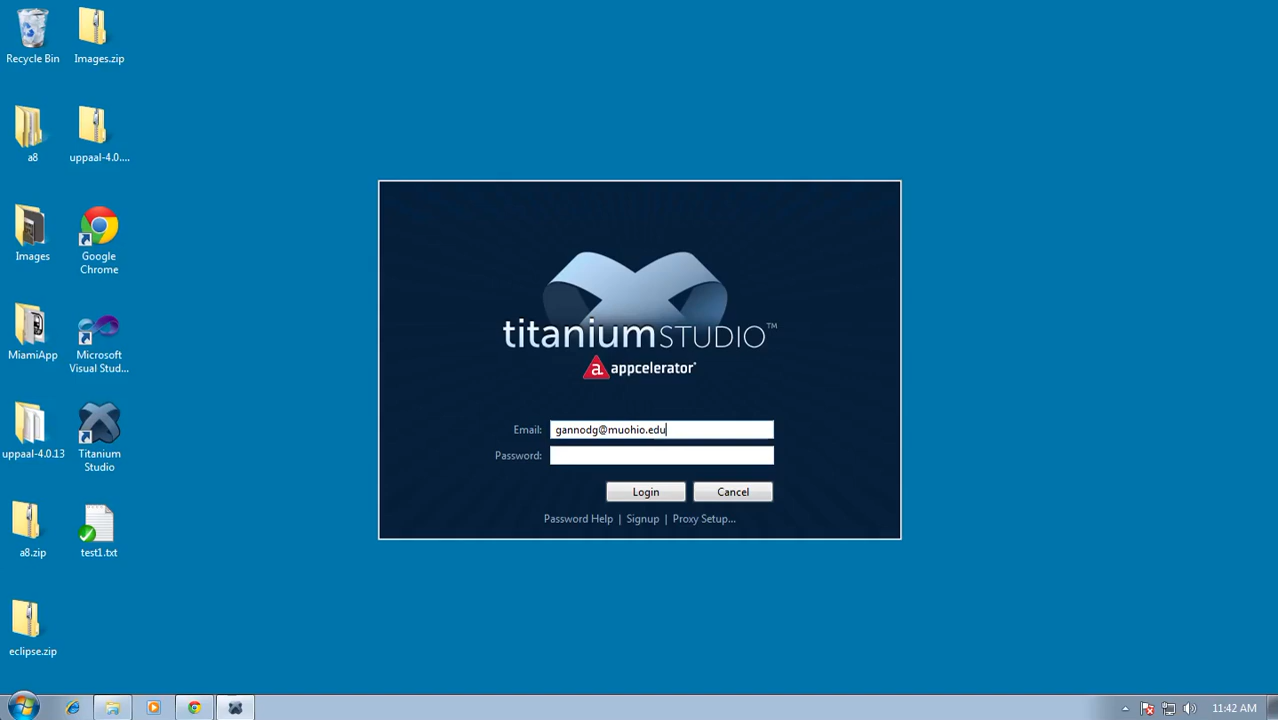 Recycle Bin
Images.zip
a8
uppaal-4.0....
Images
Google
Chrome
MiamiApp
Microsoft
Visual Stud...
uppaal-4.0.13
Titanium
Studio
a8.zip
test1.txt
eclipse.zip
titanium STUDIO™
a appcelerator®
Email: gannodg@muohio.edu
Password:
Login Cancel
Password Help | Signup | Proxy Setup...
11:42 AM